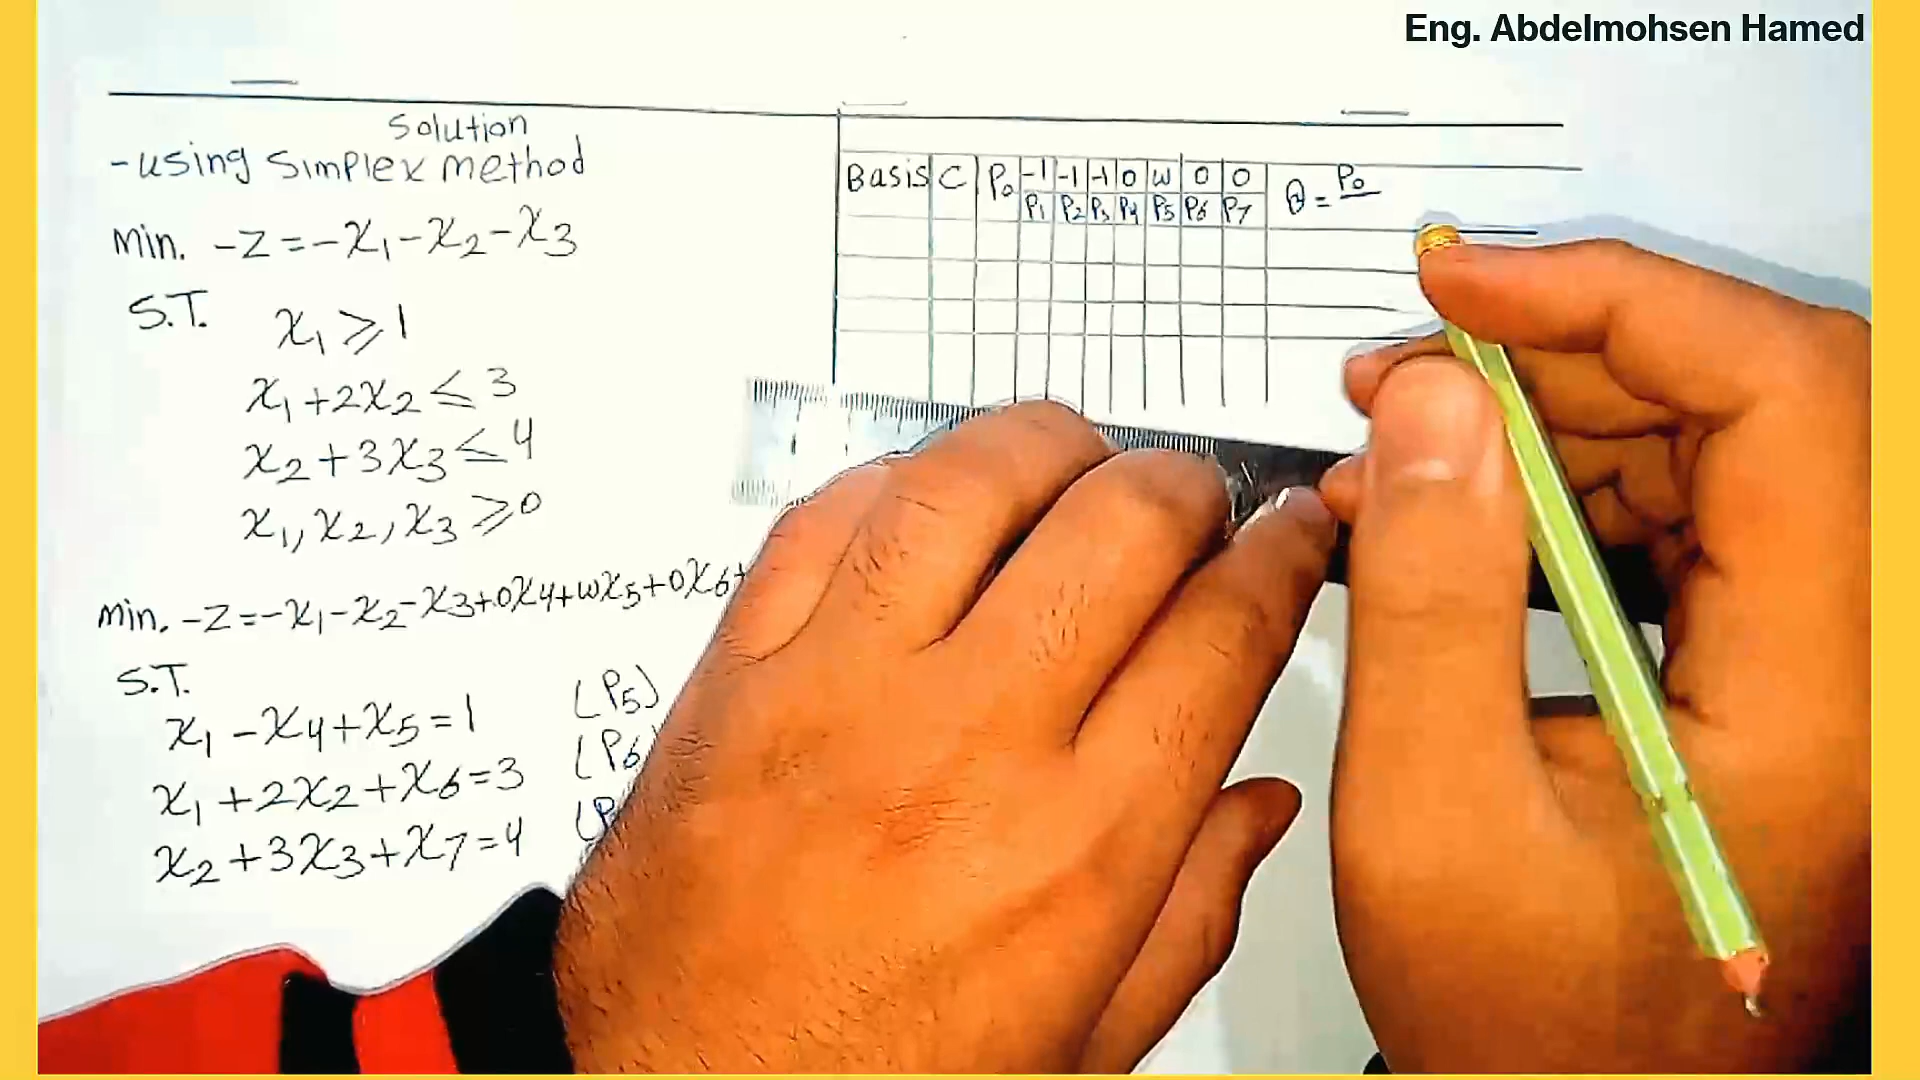 Eng. Abdelmohsen Hamed
Solution
-using Simplex method
min. -Z=-x₁-x₂-x₃
S.T.
x₁⩾1
x₁+2x₂≤3
x₂+3x₃≤4
x₁,x₂,x₃⩾0
min. -Z=-x₁-x₂-x₃+0x₄+wx₅+0x₆+
S.T.
x₁-x₄+x₅=1 (P₅)
x₁+2x₂+x₆=3 (P₆
x₂+3x₃+x₇=4 (P
Basis C P₀ -1 -1 -1 0 w 0 0 θ=P₀
P₁ P₂ P₃ P₄ P₅ P₆ P₇